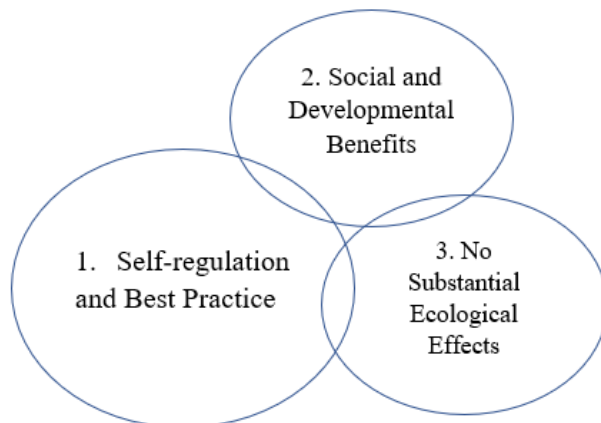 2. Social and
Developmental
Benefits
1. Self-regulation
and Best Practice
3. No
Substantial
Ecological
Effects